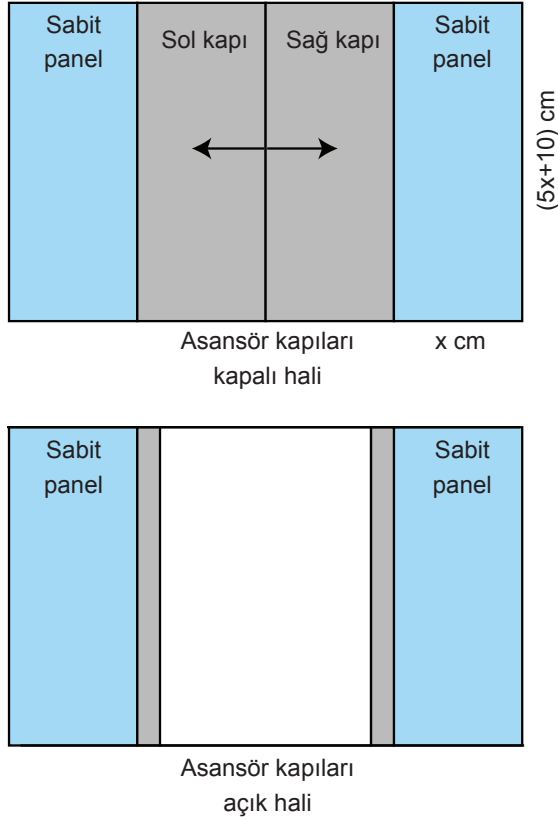 Sabit
panel
Sol kapı
Sağ kapı
Sabit
panel
(5x+10) cm
Asansör kapıları
kapalı hali
x cm
Sabit
panel
Sabit
panel
Asansör kapıları
açık hali